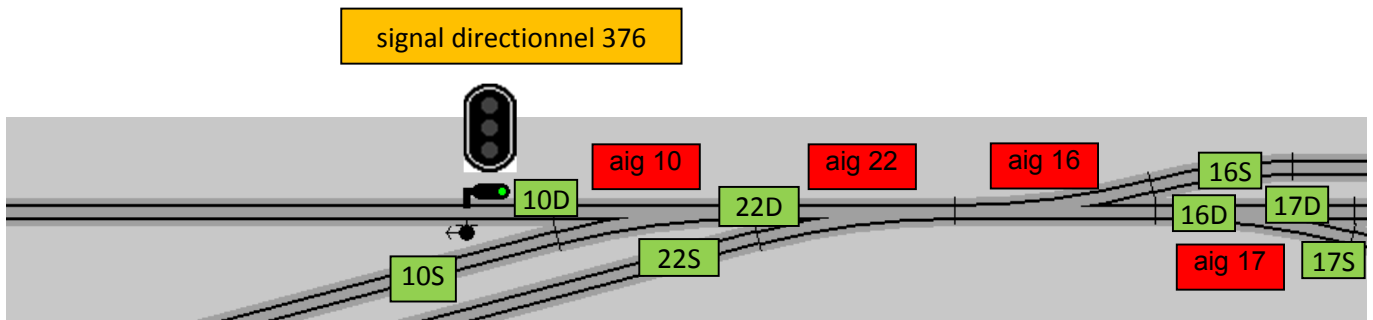 signal directionnel 376
aig 10
aig 22
aig 16
16S
10D
22D
16D
17D
22S
10S
aig 17
17S